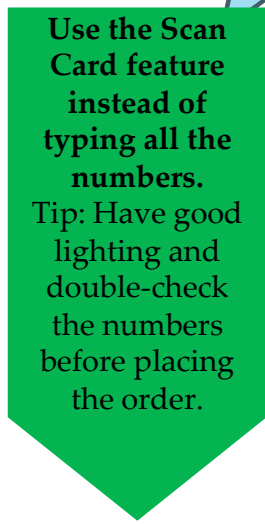 Use the Scan
Card feature
instead of
typing all the
numbers.
Tip: Have good
lighting and
double-check
the numbers
before placing
the order.